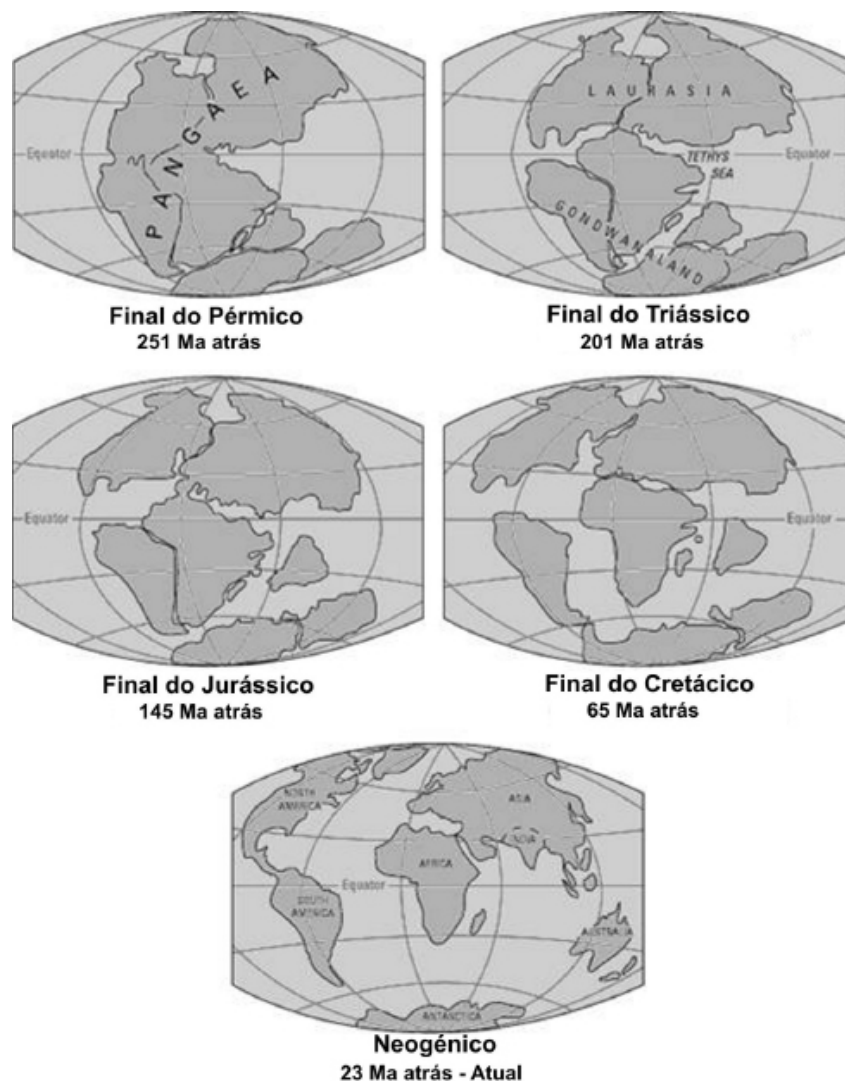 PANGAEA
Equator
LAURASIA
TETHYS
SEA
Equator
GONDWANALAND
Final do Pérmico
251 Ma atrás
Final do Triássico
201 Ma atrás
Equator
Equator
Final do Jurássico
145 Ma atrás
Final do Cretácico
65 Ma atrás
NORTH
AMERICA
ASIA
INDIA
AFRICA
Equator
SOUTH
AMERICA
AUSTRALIA
ANTARCTICA
Neogénico
23 Ma atrás - Atual